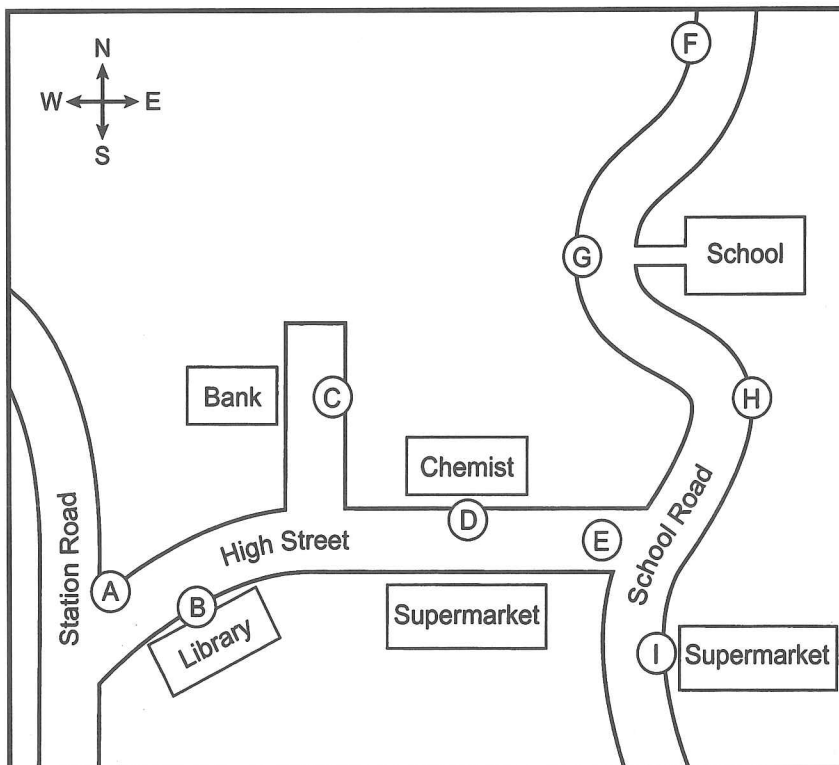 N
W E
S
F
G
School
Bank
C
H
Chemist
D
High Street
E
School Road
Station Road
A
B
Library
Supermarket
I
Supermarket